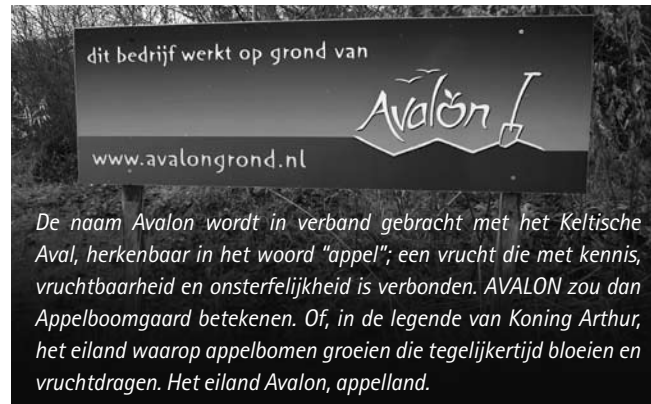 dit bedrijf werkt op grond van
Avalon
www.avalongrond.nl
De naam Avalon wordt in verband gebracht met het Keltische
Aval, herkenbaar in het woord “appel”; een vrucht die met kennis,
vruchtbaarheid en onsterfelijkheid is verbonden. AVALON zou dan
Appelboomgaard betekenen. Of, in de legende van Koning Arthur,
het eiland waarop appelbomen groeien die tegelijkertijd bloeien en
vruchtdragen. Het eiland Avalon, appelland.